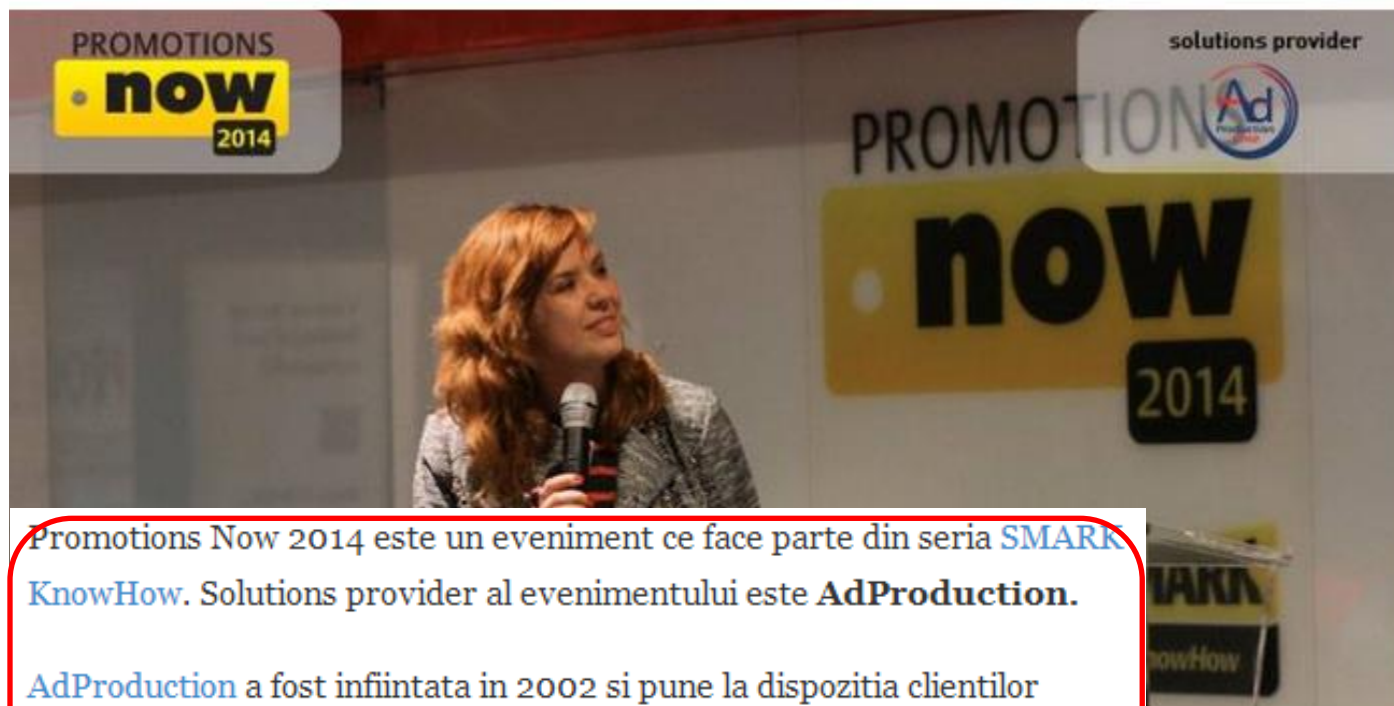 PROMOTIONS
now
2014
solutions provider
Ad
PROMOTIONS
now
2014
Promotions Now 2014 este un eveniment ce face parte din seria SMARK
KnowHow. Solutions provider al evenimentului este AdProduction.
AdProduction a fost infiintata in 2002 si pune la dispozitia clientilor